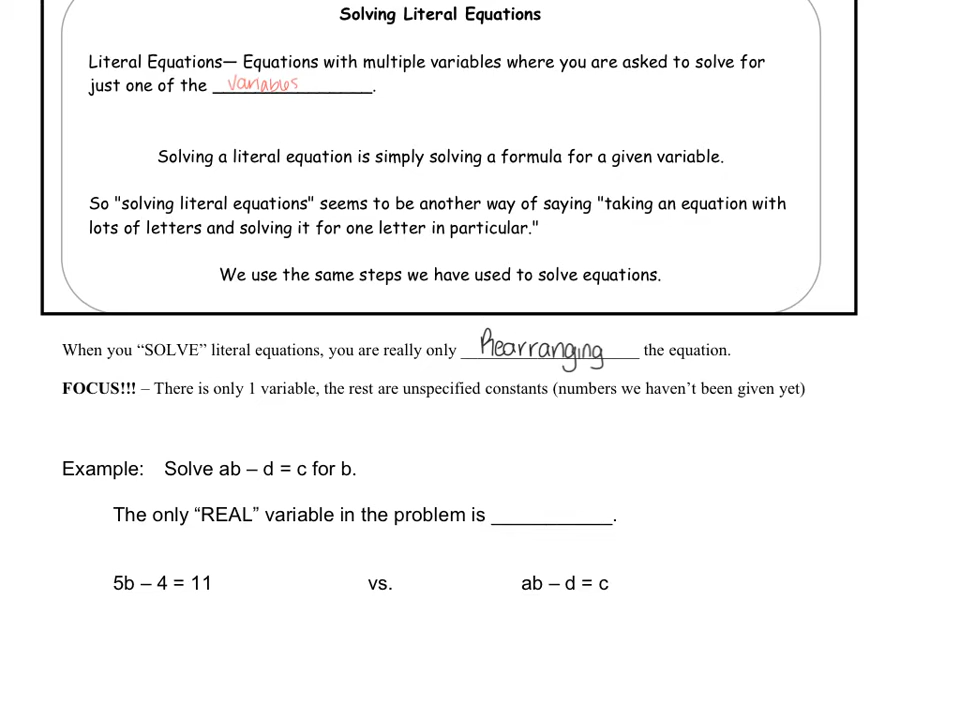 Solving Literal Equations
Literal Equations— Equations with multiple variables where you are asked to solve for
just one of the variables.
Solving a literal equation is simply solving a formula for a given variable.
So "solving literal equations" seems to be another way of saying "taking an equation with
lots of letters and solving it for one letter in particular."
We use the same steps we have used to solve equations.
When you “SOLVE” literal equations, you are really only Rearranging the equation.
FOCUS!!! – There is only 1 variable, the rest are unspecified constants (numbers we haven’t been given yet)
Example: Solve ab – d = c for b.
The only “REAL” variable in the problem is ___________.
5b – 4 = 11 vs. ab – d = c